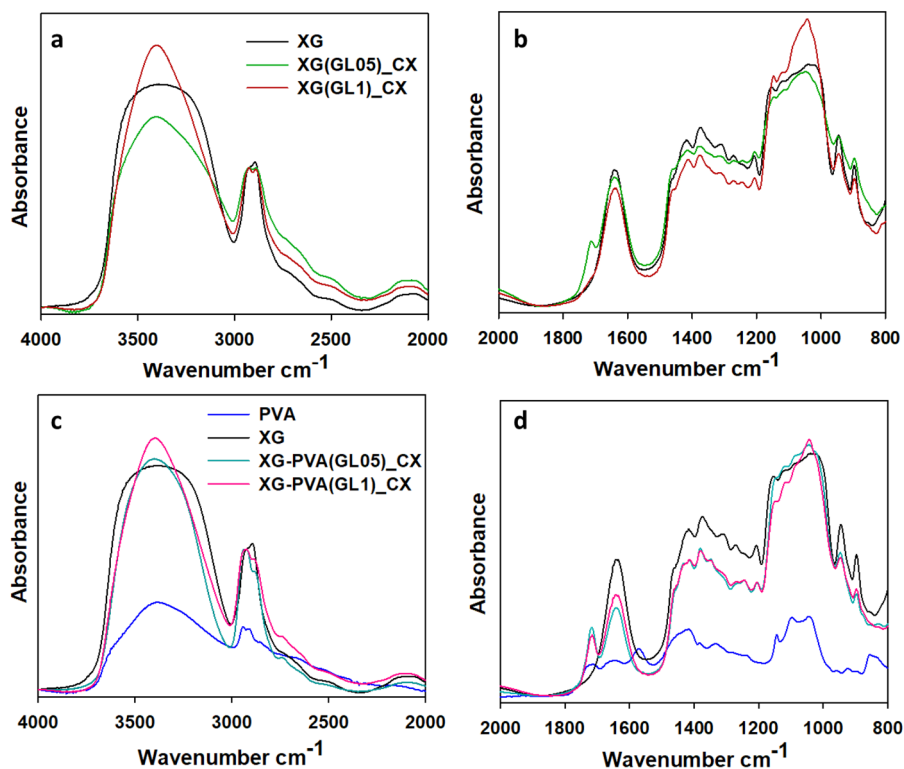 a
XG
XG(GL05)_CX
XG(GL1)_CX
Absorbance
4000 3500 3000 2500 2000
Wavenumber cm-1
b
Absorbance
2000 1800 1600 1400 1200 1000 800
Wavenumber cm-1
c
PVA
XG
XG-PVA(GL05)_CX
XG-PVA(GL1)_CX
Absorbance
4000 3500 3000 2500 2000
Wavenumber cm-1
d
Absorbance
2000 1800 1600 1400 1200 1000 800
Wavenumber cm-1